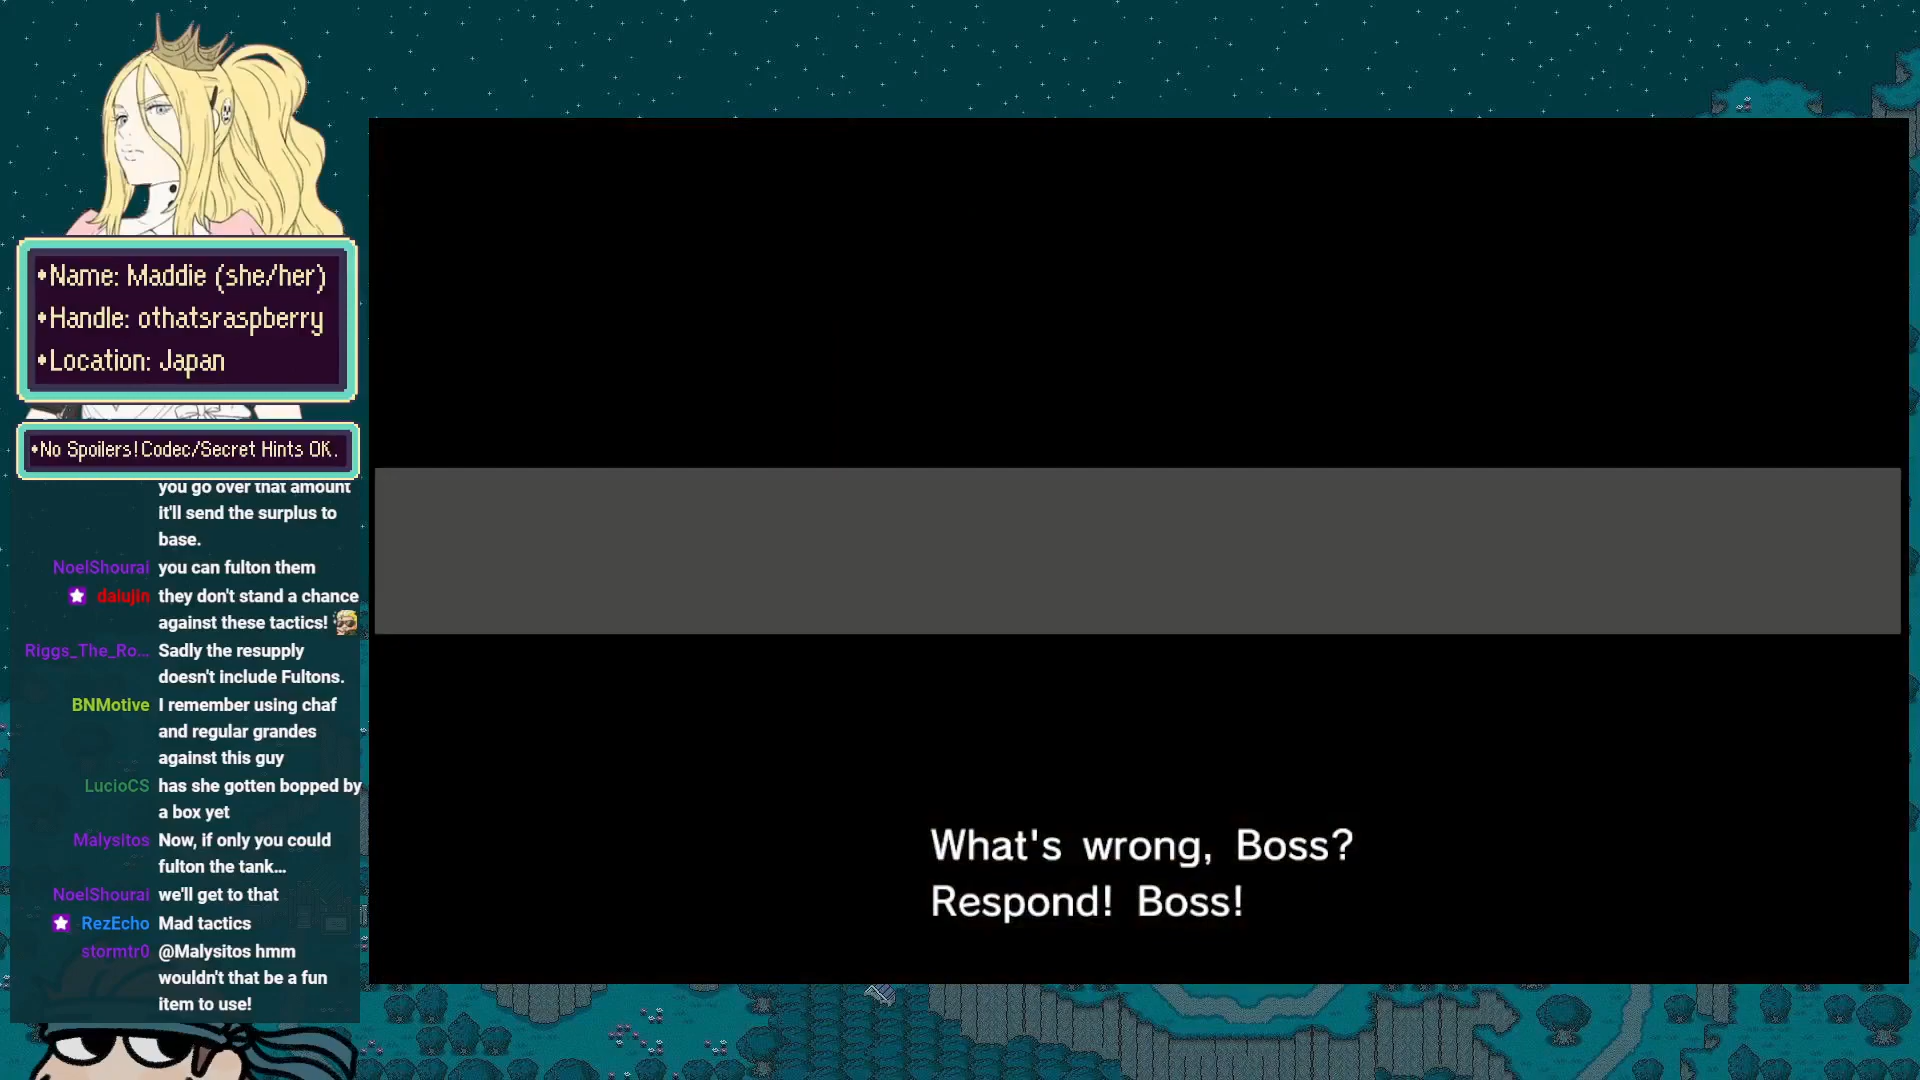 •Name: Maddie (she/her)
•Handle: othatsraspberry
•Location: Japan
•No Spoilers!Codec/Secret Hints OK.
you go over that amount
it'll send the surplus to
base.
NoelShourai you can fulton them
daiujin they don't stand a chance
against these tactics!
Riggs_The_Ro... Sadly the resupply
doesn't include Fultons.
BNMotive I remember using chaf
and regular grandes
against this guy
LucioCS has she gotten bopped by
a box yet
Malysitos Now, if only you could
fulton the tank...
NoelShourai we'll get to that
RezEcho Mad tactics
stormtr0 @Malysitos hmm
wouldn't that be a fun
item to use!
What's wrong, Boss?
Respond! Boss!